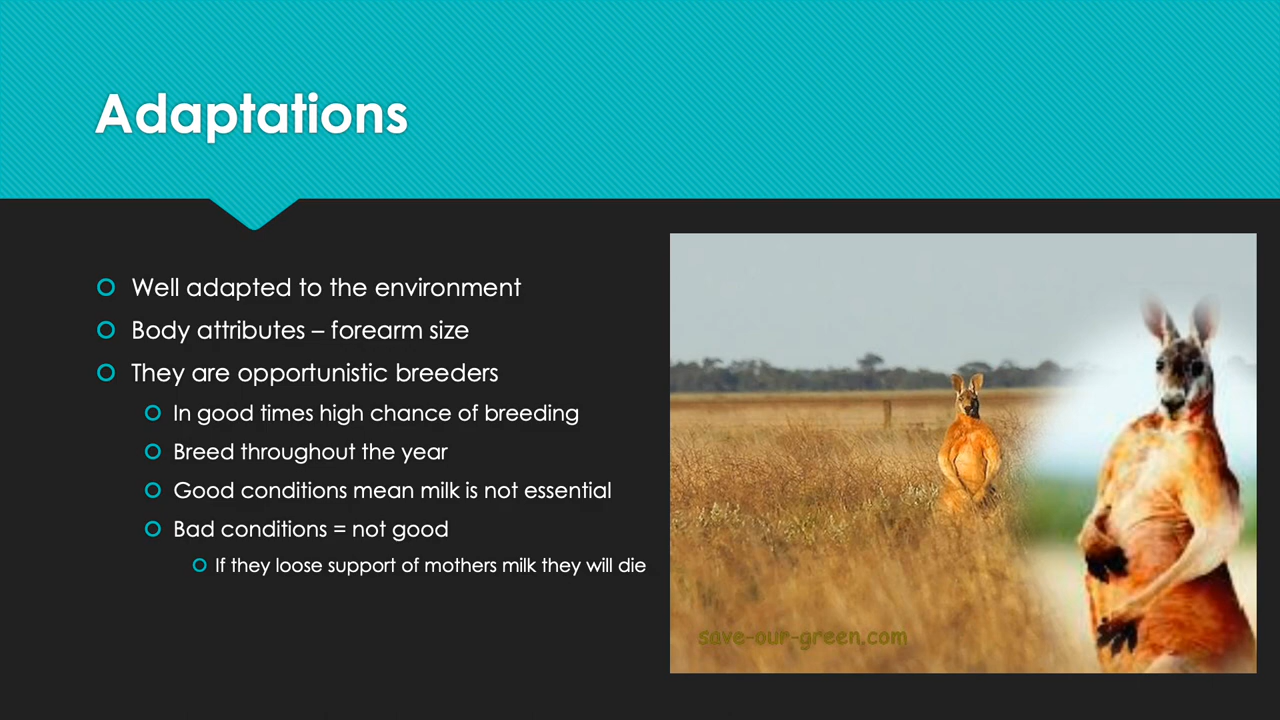 Adaptations
Well adapted to the environment
Body attributes – forearm size
They are opportunistic breeders
In good times high chance of breeding
Breed throughout the year
Good conditions mean milk is not essential
Bad conditions = not good
If they loose support of mothers milk they will die
save-our-green.com